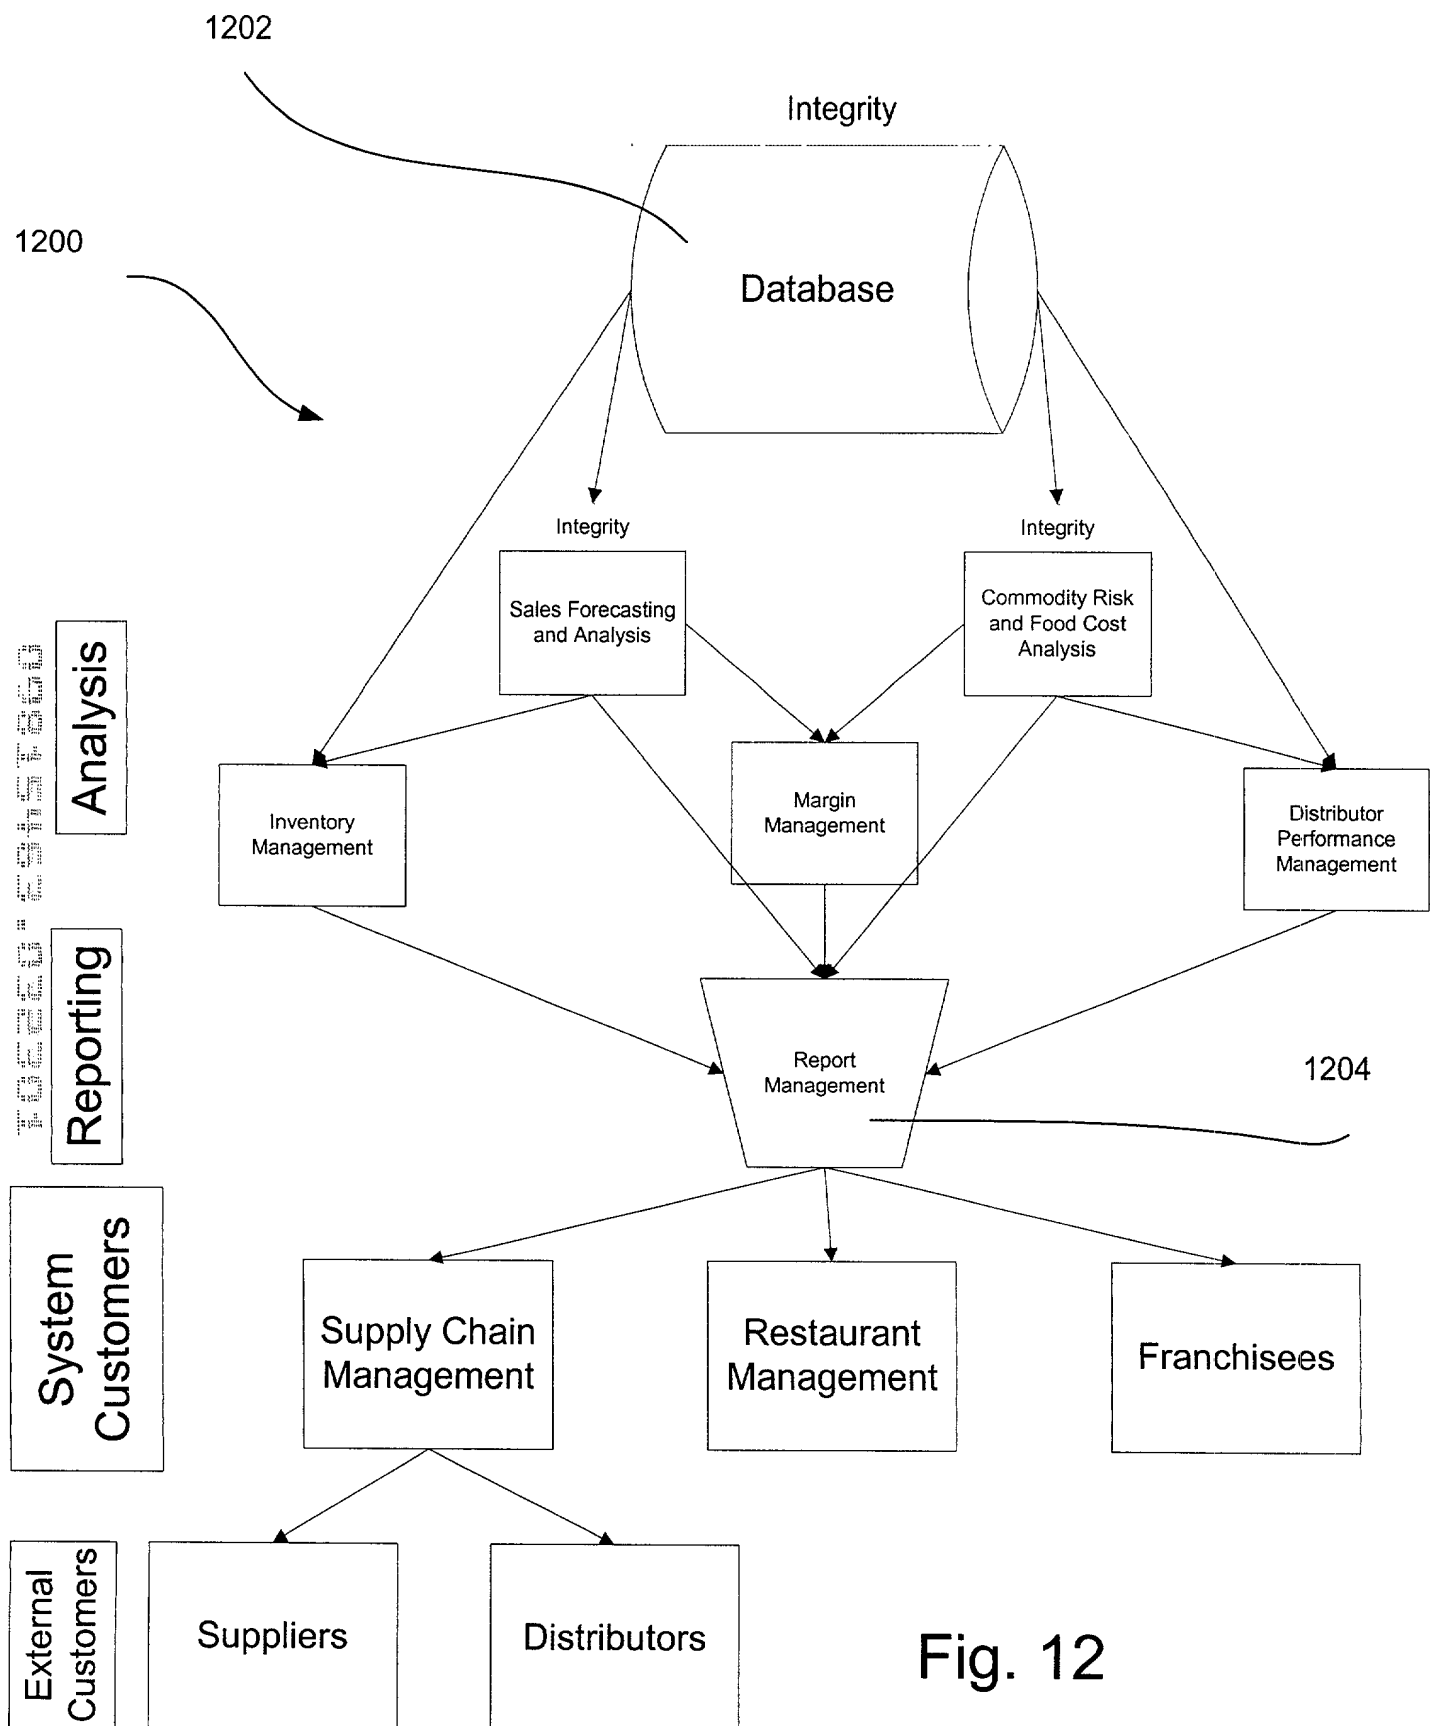 1202
Integrity
1200
Database
Integrity
Integrity
Sales Forecasting
and Analysis
Commodity Risk
and Food Cost
Analysis
Analysis
Inventory
Management
Margin
Management
Distributor
Performance
Management
Reporting
Report
Management
1204
System
Customers
Supply Chain
Management
Restaurant
Management
Franchisees
External
Customers
Suppliers
Distributors
Fig. 12